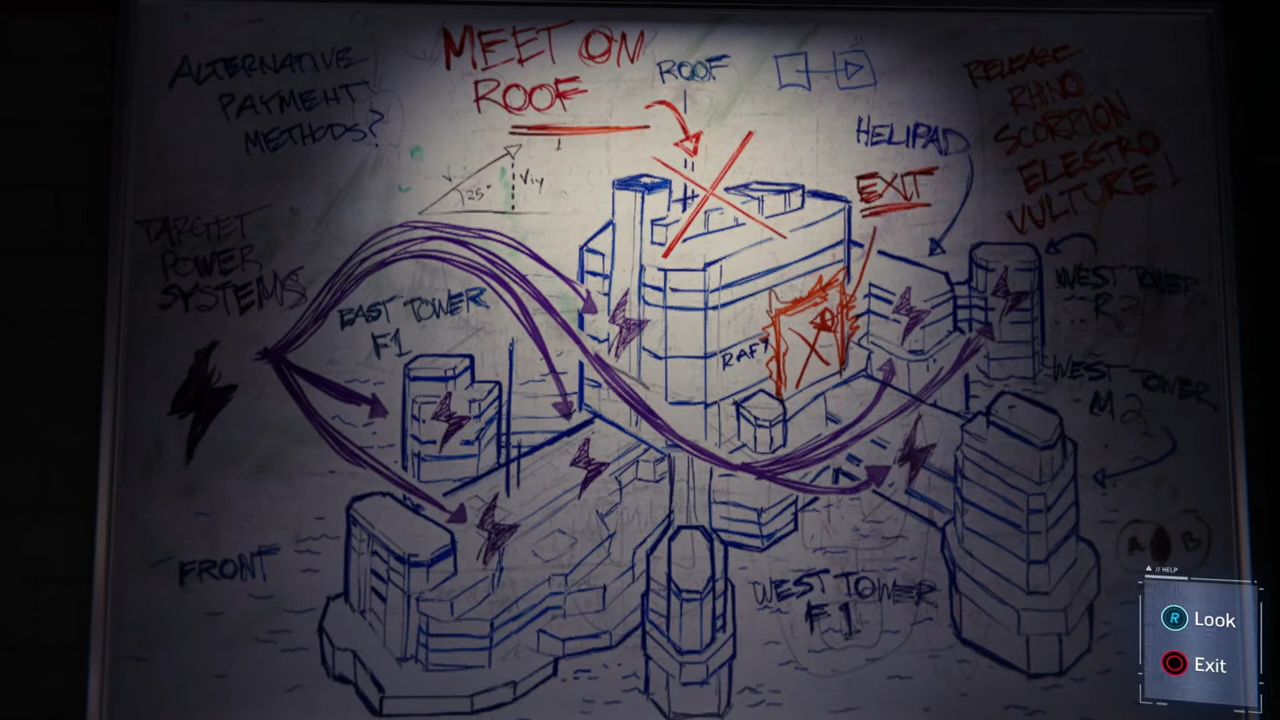 ALTERNATIVE
PAYMENT
METHODS?
MEET ON
ROOF
ROOF
HELIPAD
EXIT
RELEASE
RHINO
SCORPION
ELECTRO
VULTURE!
25°
TARGET
POWER
SYSTEMS
EAST TOWER
F1
RAFT
WEST TOWER
WEST TOWER
M2
FRONT
WEST TOWER
F1
A B
// HELP
R Look
Exit